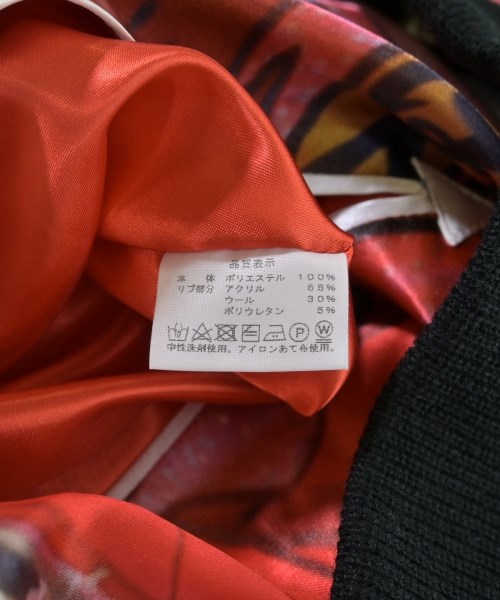 品質表示
本 体 ポリエステル 100%
リブ部分 アクリル 65%
ウール 30%
ポリウレタン 5%
P W
中性洗剤使用。アイロンあて布使用。